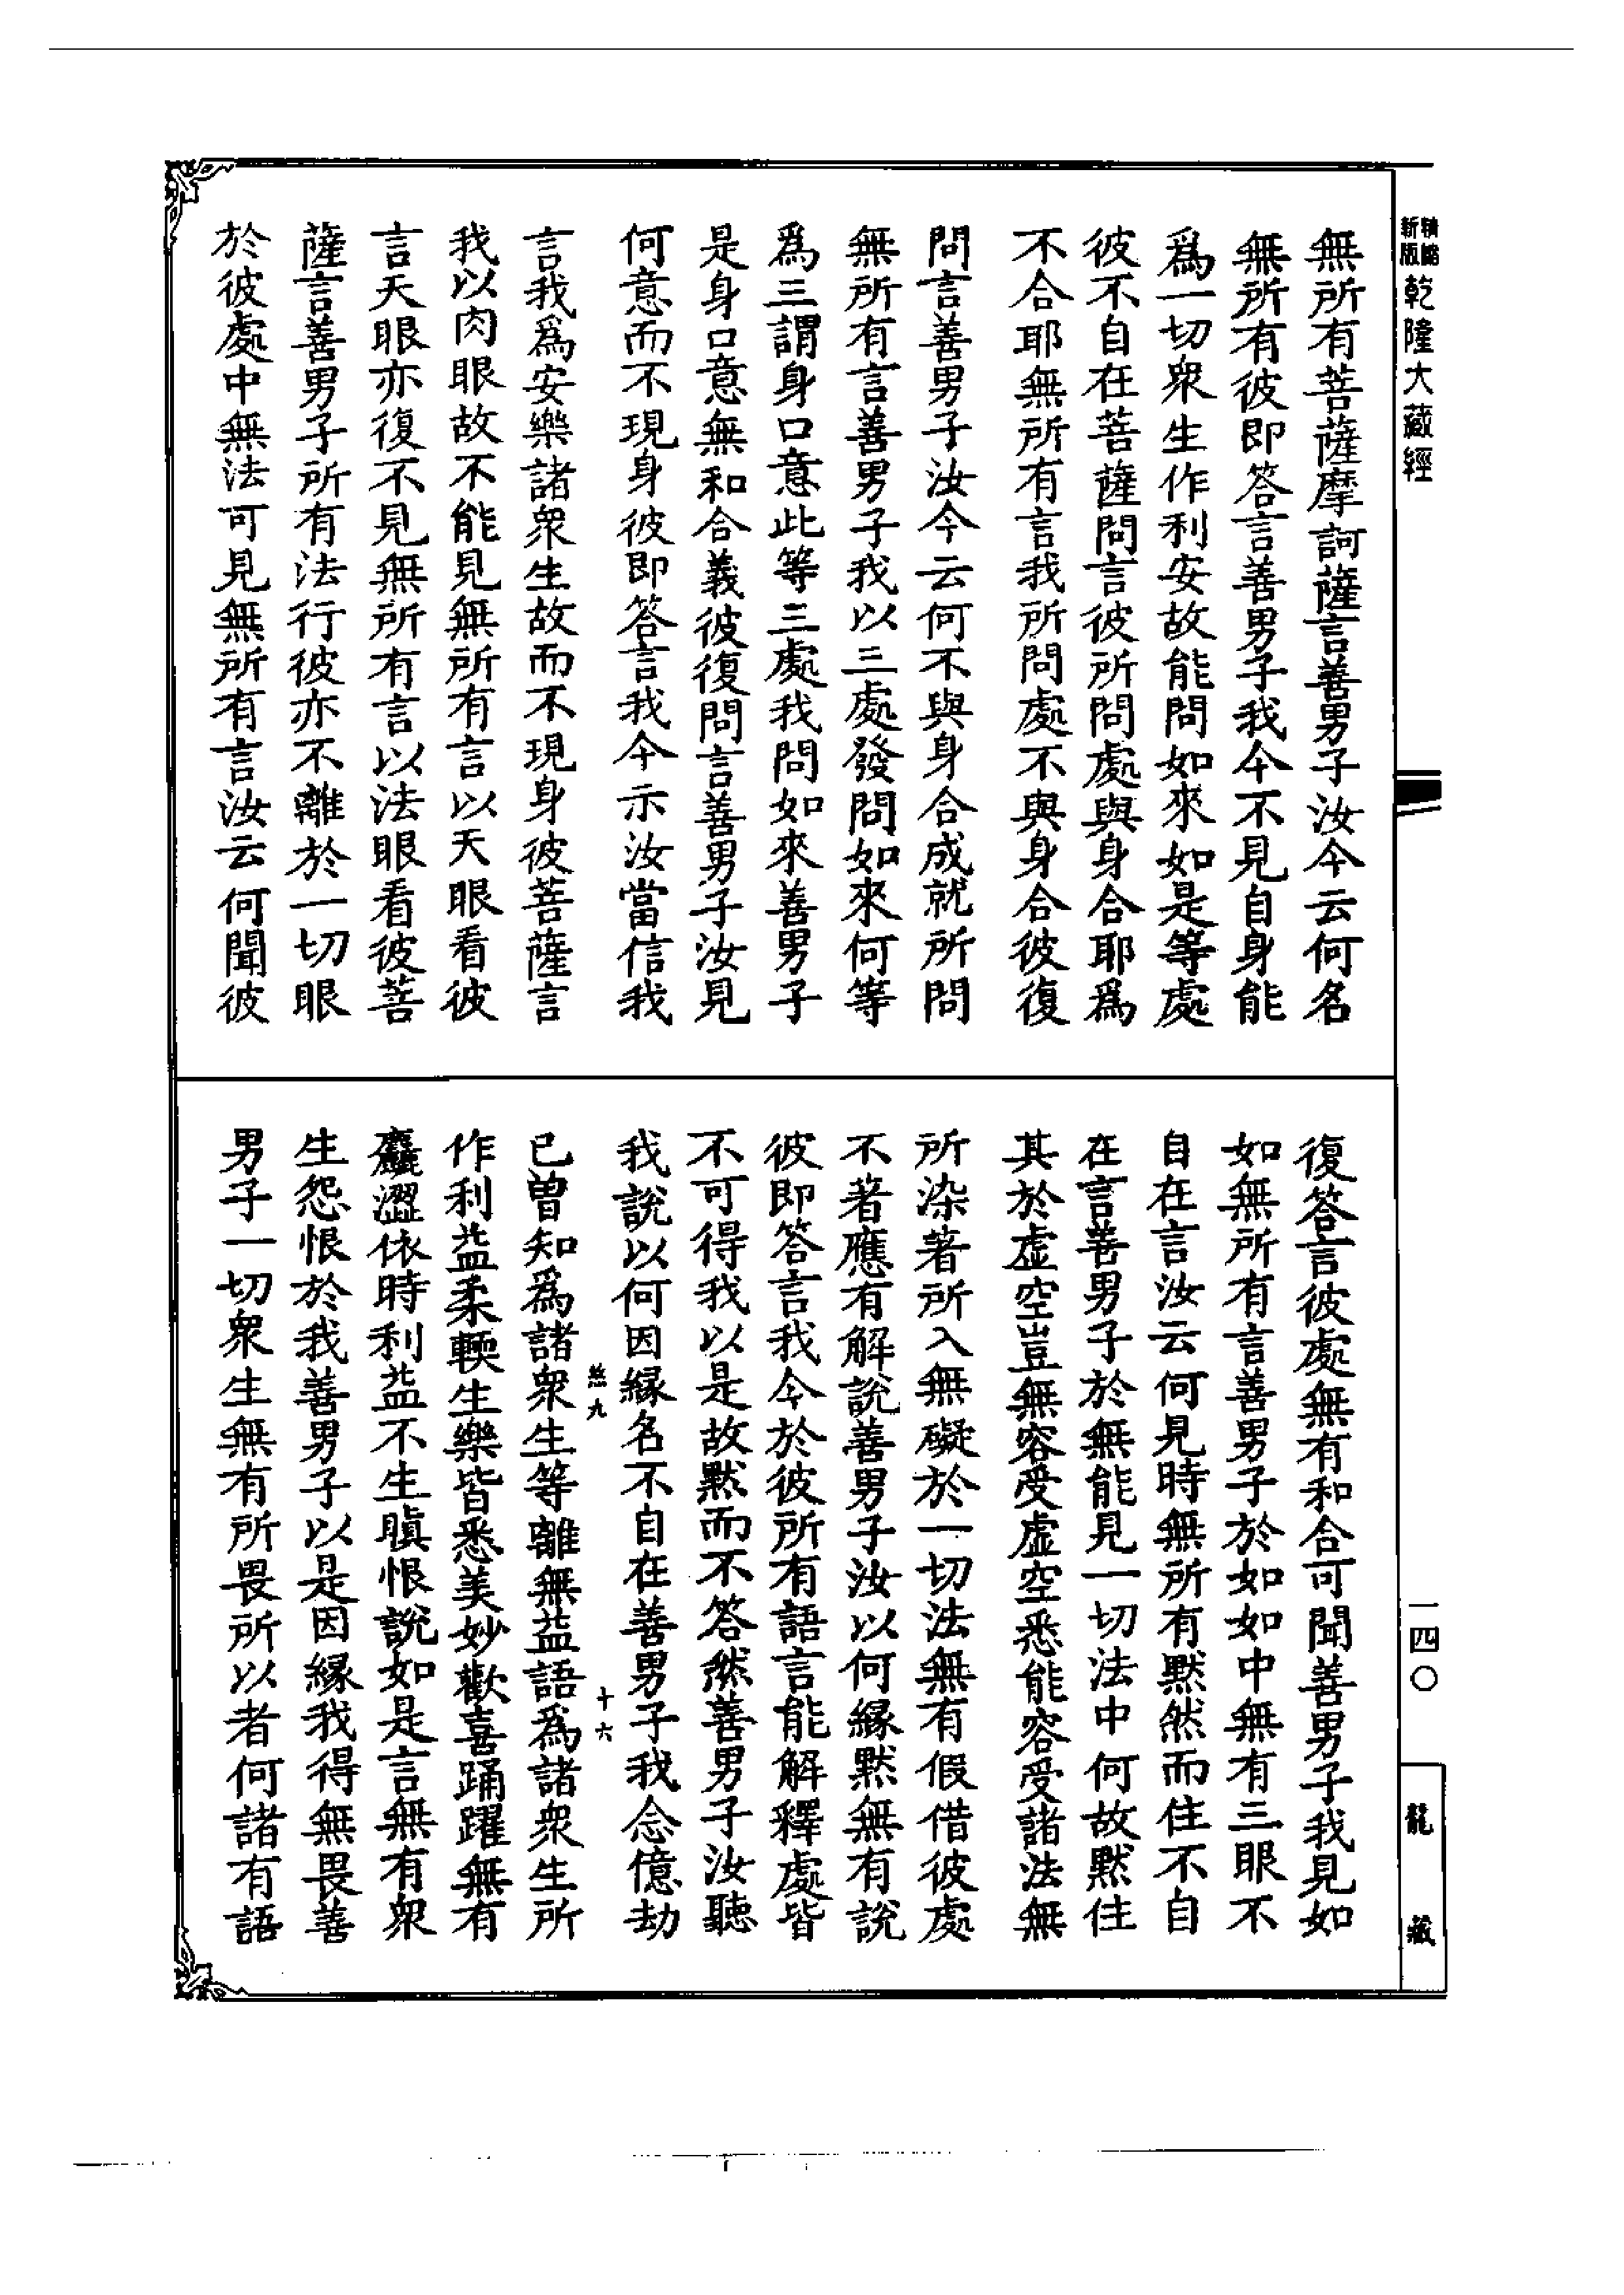 新版精縮乾隆大藏經
無所有菩薩摩訶薩言善男子汝今云何名
無所有彼即答言善男子我今不見自身能
爲一切衆生作利安故能問如來如是等處
彼不自在菩薩問言彼所問處與身合耶爲
不合耶無所有言我所問處不與身合彼復
問言善男子汝今云何不與身合成就所問
無所有言善男子我以三處發問如來何等
爲三謂身口意此等三處我問如來善男子
是身口意無和合義彼復問言善男子汝見
何意而不現身彼即答言我今示汝當信我
言我爲安樂諸衆生故而不現身彼菩薩言
我以肉眼故不能見無所有言以天眼看彼
言天眼亦復不見無所有言以法眼看彼菩
薩言善男子所有法行彼亦不離於一切眼
於彼處中無法可見無所有言汝云何聞彼
復答言彼處無有和合可聞善男子我見如
如無所有言善男子於如如中無有三眼不
自在言汝云何見時無所有默然而住不自
在言善男子於無能見一切法中何故默住
其於虛空豈無容受虛空悉能容受諸法無
所染著所入無礙於一切法無有假借彼處
不著應有解說善男子汝以何緣默無有說
彼即答言我今於彼所有語言能解釋處皆
不可得我以是故默而不答然善男子汝聽
我說以何因緣名不自在善男子我念億劫
已曾知爲諸衆生等離無益語爲諸衆生所
作利益柔輭生樂皆悉美妙歡喜踊躍無有
麤澀依時利益不生瞋恨說如是言無有衆
生怨恨於我善男子以是因緣我得無畏善
男子一切衆生無有所畏所以者何諸有語
十六
一四〇
龍藏